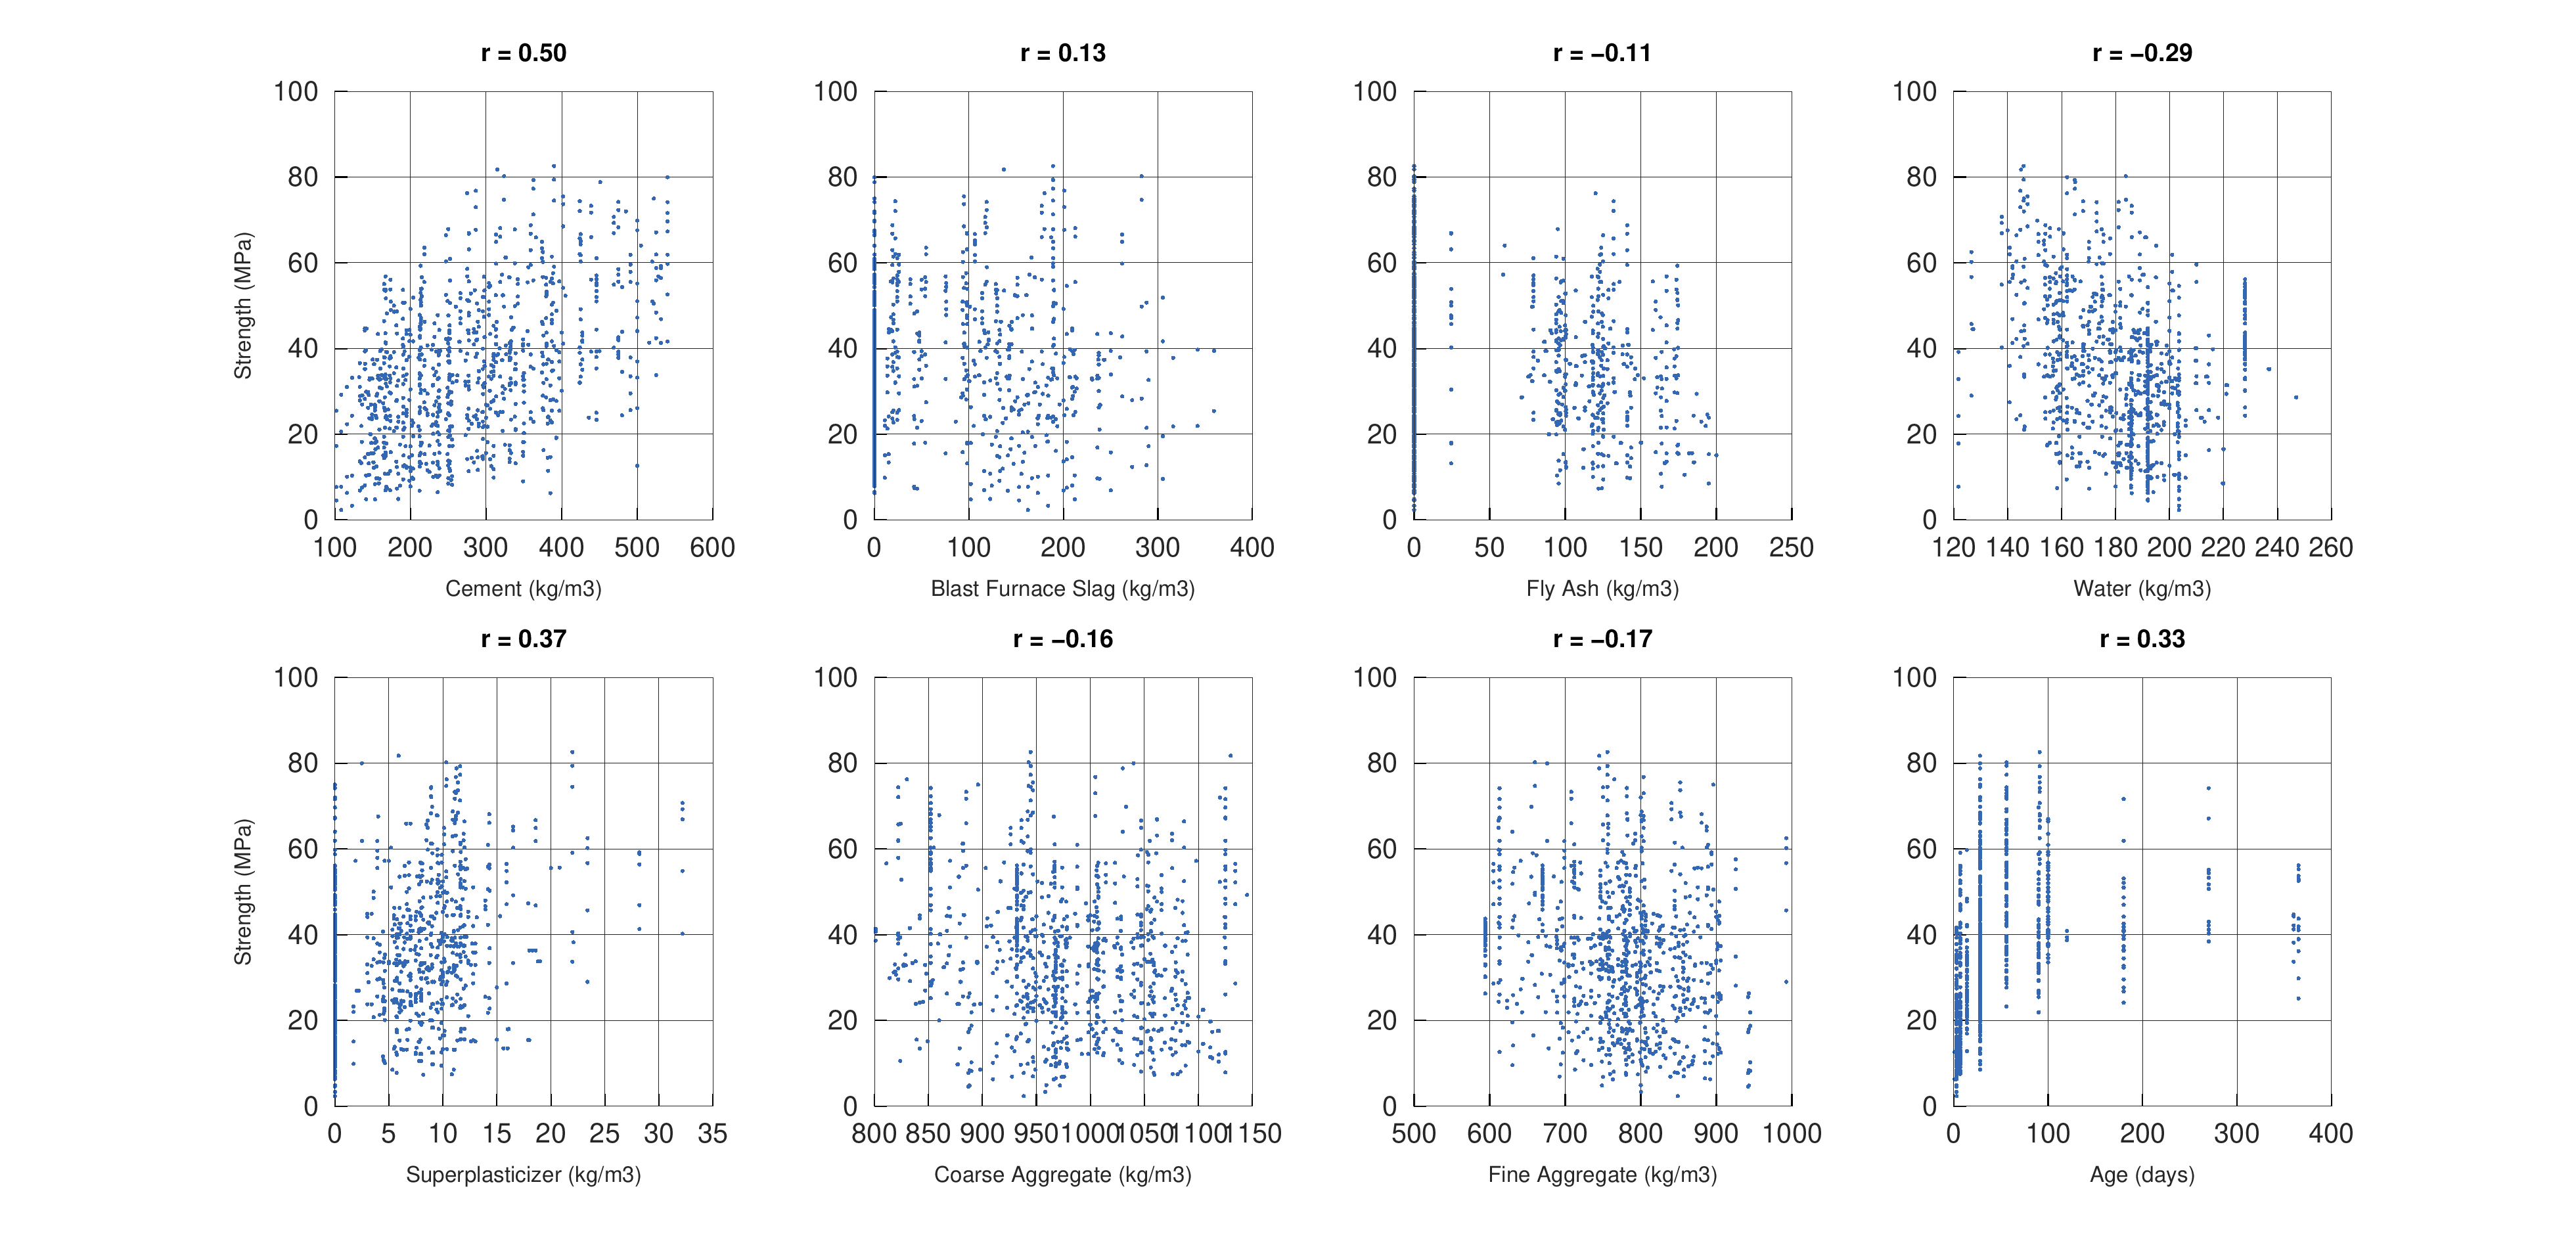 r = 0.50 r = 0.13 r = −0.11 r = −0.29
100 100 100 100
80 80 80 80
60 60 60 60
Strength (MPa)
40 40 40 40
20 20 20 20
0 0 0 0
100 200 300 400 500 600 0 100 200 300 400 0 50 100 150 200 250 120 140 160 180 200 220 240 260
Cement (kg/m3) Blast Furnace Slag (kg/m3) Fly Ash (kg/m3) Water (kg/m3)
r = 0.37 r = −0.16 r = −0.17 r = 0.33
100 100 100 100
80 80 80 80
60 60 60 60
Strength (MPa)
40 40 40 40
20 20 20 20
0 0 0 0
0 5 10 15 20 25 30 35 800 850 900 950 1000 1050 1100 1150 500 600 700 800 900 1000 0 100 200 300 400
Superplasticizer (kg/m3) Coarse Aggregate (kg/m3) Fine Aggregate (kg/m3) Age (days)